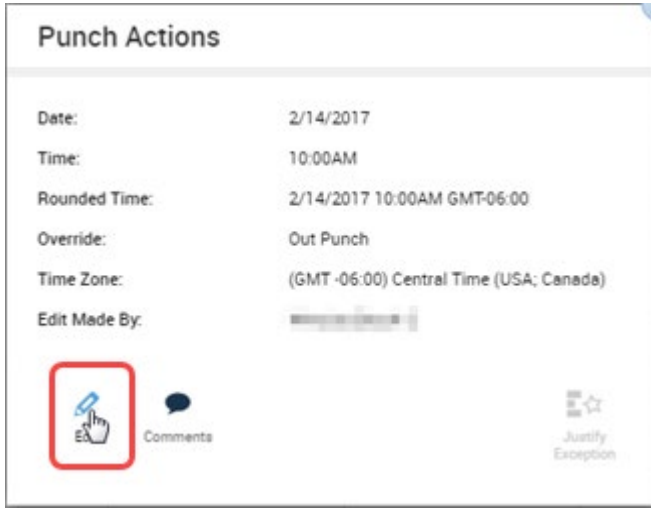 Punch Actions
Date: 2/14/2017
Time: 10:00AM
Rounded Time: 2/14/2017 10:00AM GMT-06:00
Override: Out Punch
Time Zone: (GMT -06:00) Central Time (USA; Canada)
Edit Made By:
Comments
Justify
Exception